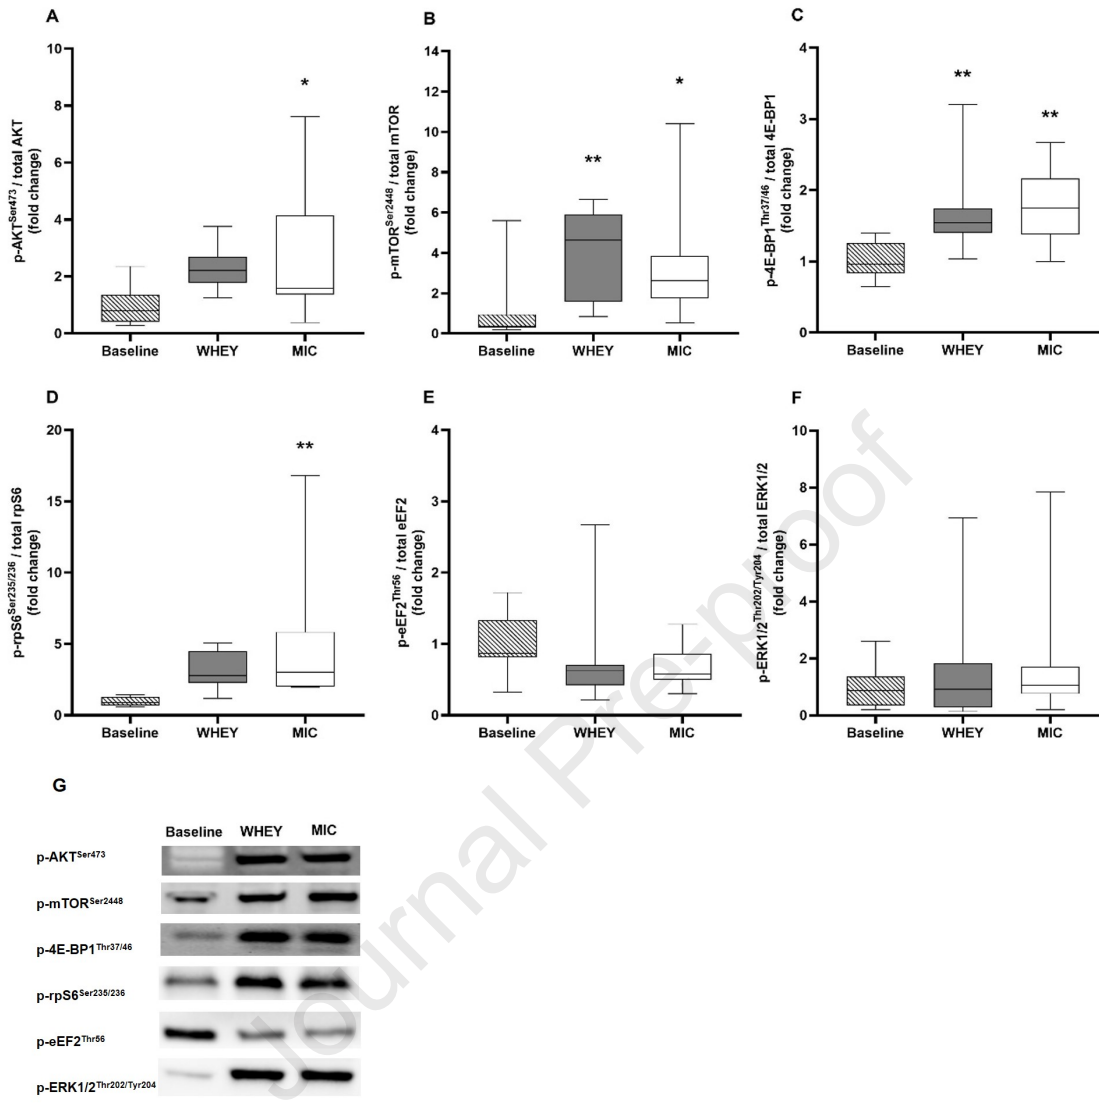 A
p-AKTSer473 / total AKT
(fold change)
10
8
6
4
2
0
*
Baseline WHEY MIC
B
p-mTORSer2448 / total mTOR
(fold change)
14
12
10
8
6
4
2
0
** *
Baseline WHEY MIC
C
p-4E-BP1Thr37/46 / total 4E-BP1
(fold change)
4
3
2
1
0
** **
Baseline WHEY MIC
D
p-rpS6Ser235/236 / total rpS6
(fold change)
20
15
10
5
0
**
Baseline WHEY MIC
E
p-eEF2Thr56 / total eEF2
(fold change)
4
3
2
1
0
Baseline WHEY MIC
F
p-ERK1/2Thr202/Tyr204 / total ERK1/2
(fold change)
10
8
6
4
2
0
Baseline WHEY MIC
G
Baseline WHEY MIC
p-AKTSer473
p-mTORSer2448
p-4E-BP1Thr37/46
p-rpS6Ser235/236
p-eEF2Thr56
p-ERK1/2Thr202/Tyr204
Journal Pre-proof